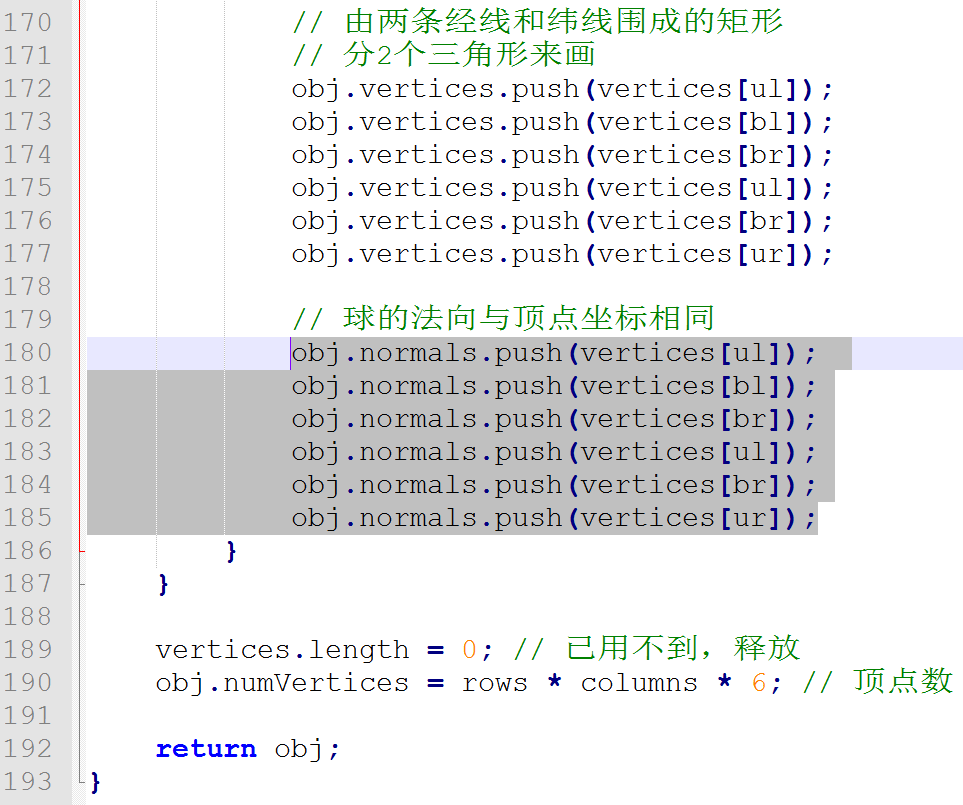 170 // 由两条经线和纬线围成的矩形
171 // 分2个三角形来画
172 obj.vertices.push(vertices[ul]);
173 obj.vertices.push(vertices[bl]);
174 obj.vertices.push(vertices[br]);
175 obj.vertices.push(vertices[ul]);
176 obj.vertices.push(vertices[br]);
177 obj.vertices.push(vertices[ur]);
178
179 // 球的法向与顶点坐标相同
180 obj.normals.push(vertices[ul]);
181 obj.normals.push(vertices[bl]);
182 obj.normals.push(vertices[br]);
183 obj.normals.push(vertices[ul]);
184 obj.normals.push(vertices[br]);
185 obj.normals.push(vertices[ur]);
186 }
187 }
188
189 vertices.length = 0; // 已用不到，释放
190 obj.numVertices = rows * columns * 6; // 顶点数
191
192 return obj;
193 }